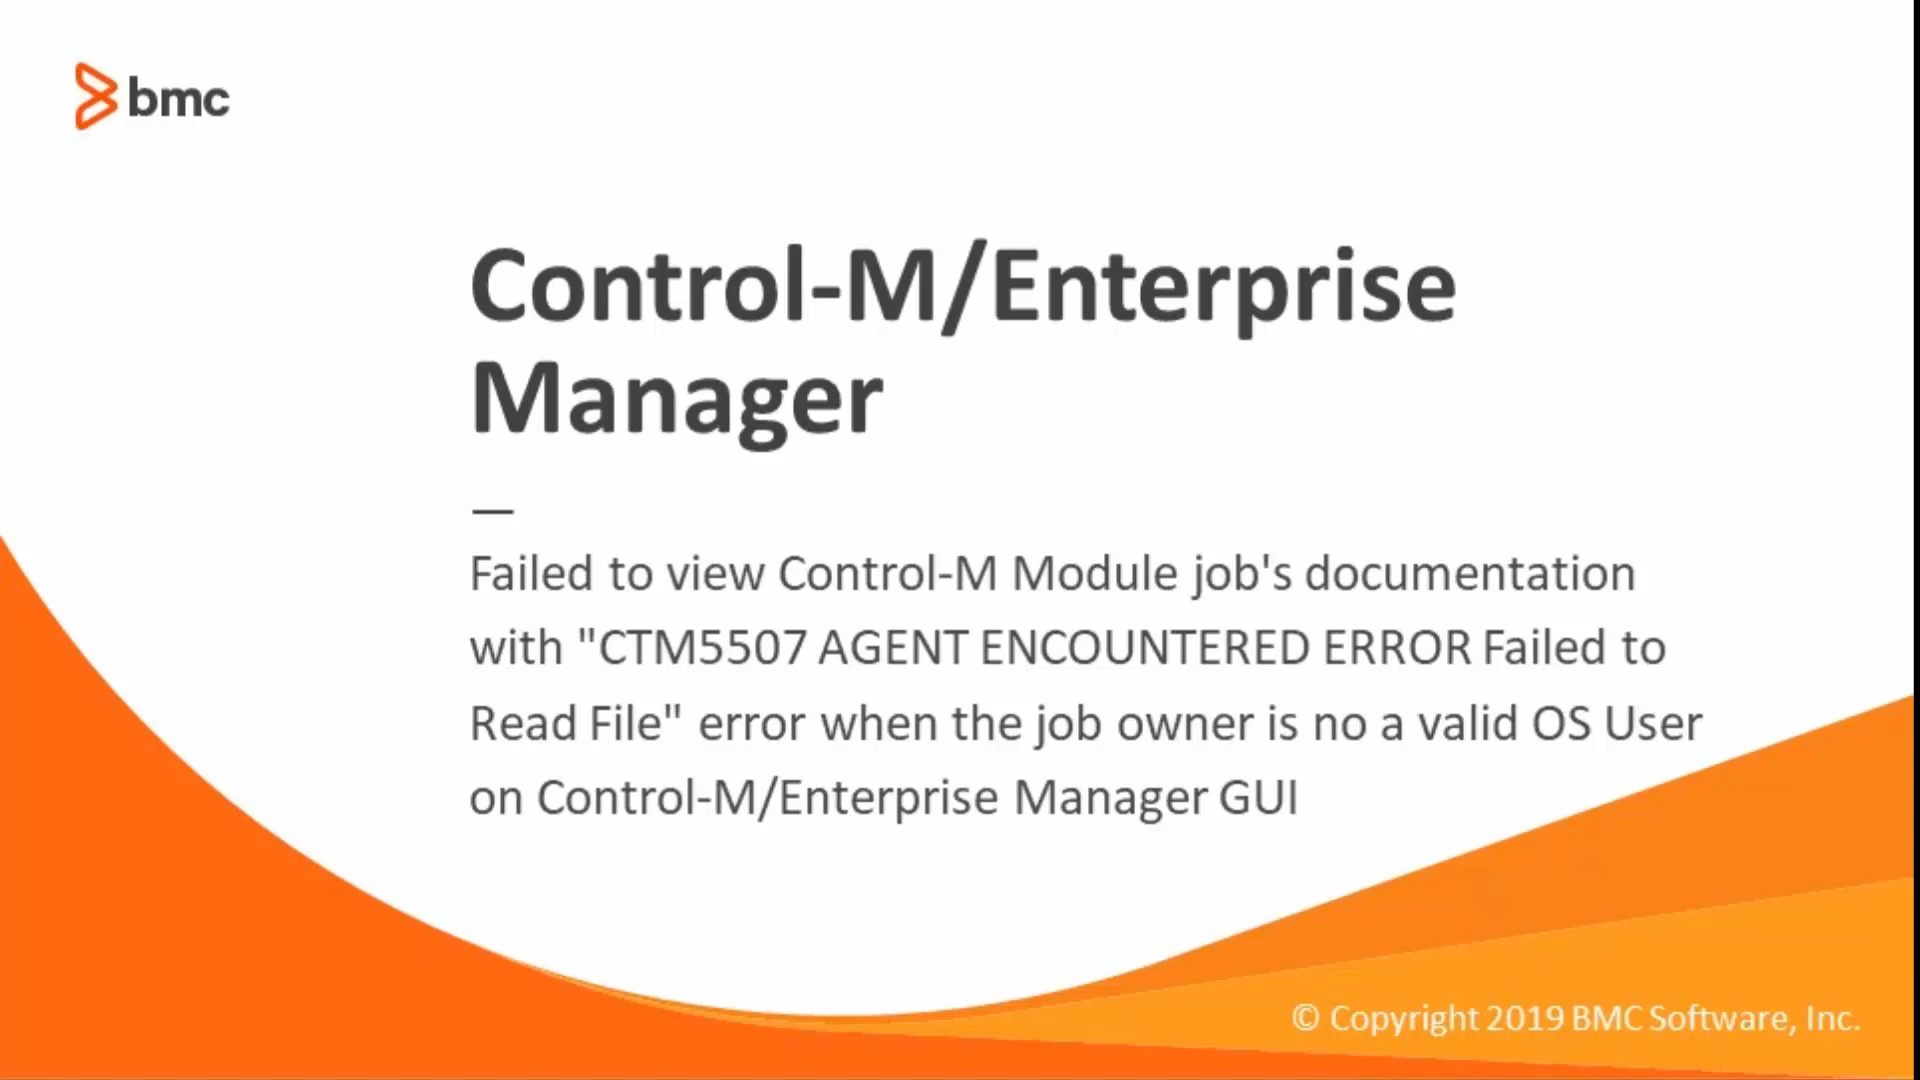 bmc
Control-M/Enterprise
Manager
—
Failed to view Control-M Module job's documentation
with "CTM5507 AGENT ENCOUNTERED ERROR Failed to
Read File" error when the job owner is no a valid OS User
on Control-M/Enterprise Manager GUI
© Copyright 2019 BMC Software, Inc.